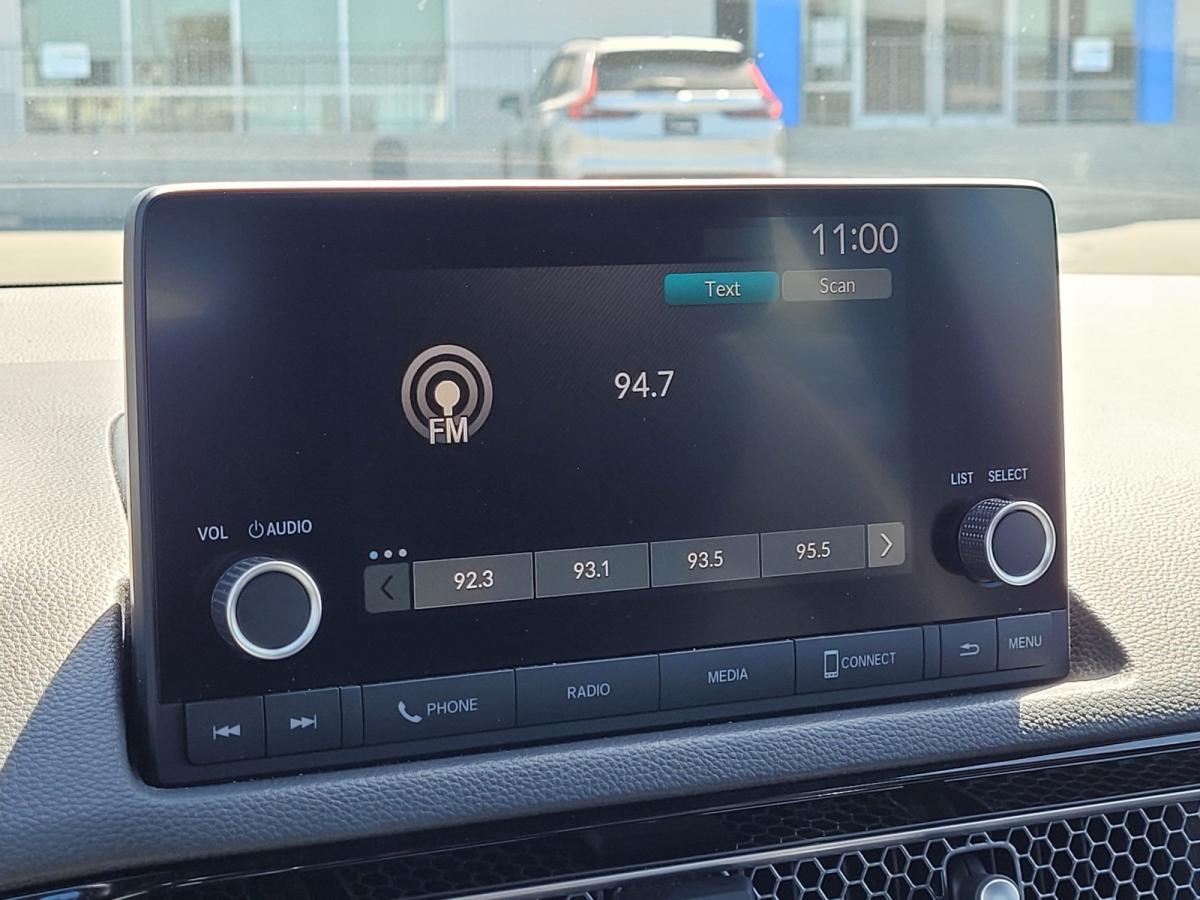 11:00
Text Scan
94.7
FM
LIST SELECT
VOL AUDIO
92.3 93.1 93.5 95.5
PHONE RADIO MEDIA CONNECT MENU